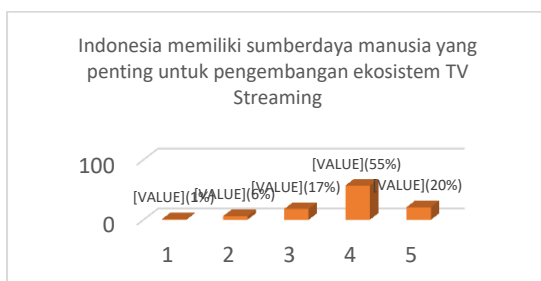 Indonesia memiliki sumberdaya manusia yang
penting untuk pengembangan ekosistem TV
Streaming
100
0
[VALUE](1%)
[VALUE](6%)
[VALUE](17%)
[VALUE](55%)
[VALUE](20%)
1 2 3 4 5